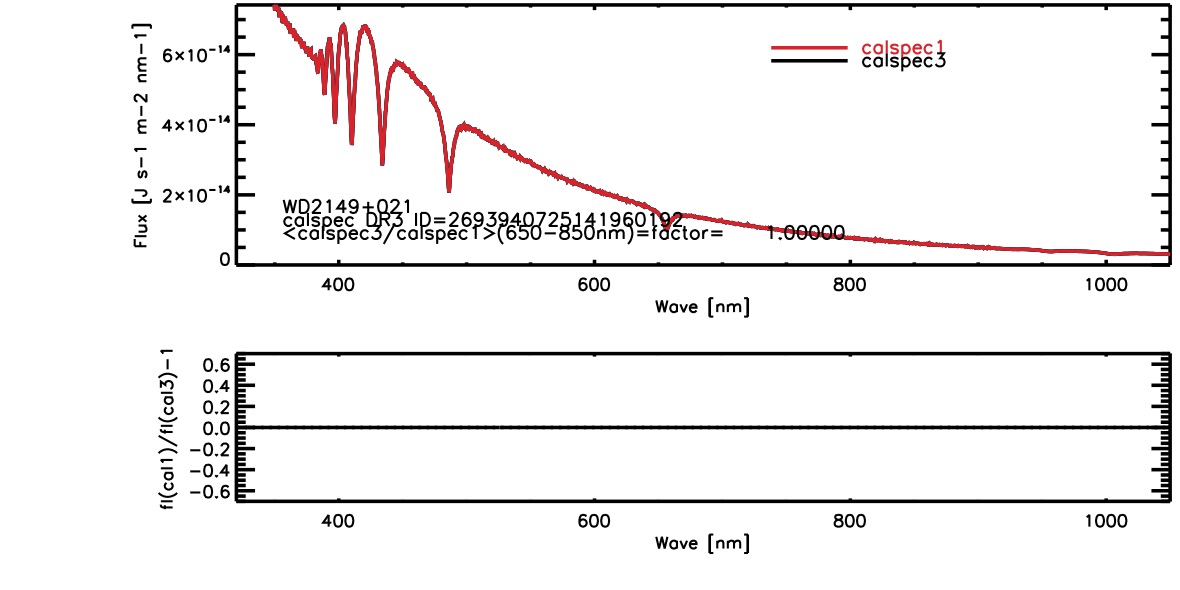 Flux [J s−1 m−2 nm−1]
6×10⁻¹⁴
4×10⁻¹⁴
2×10⁻¹⁴
0
calspec1
calspec3
WD2149+021
calspec DR3 ID=2693940725141960192
<calspec3/calspec1>(650−850nm)=factor= 1.00000
400 600 800 1000
Wave [nm]
fl(cal1)/fl(cal3)−1
0.6
0.4
0.2
0.0
−0.2
−0.4
−0.6
400 600 800 1000
Wave [nm]